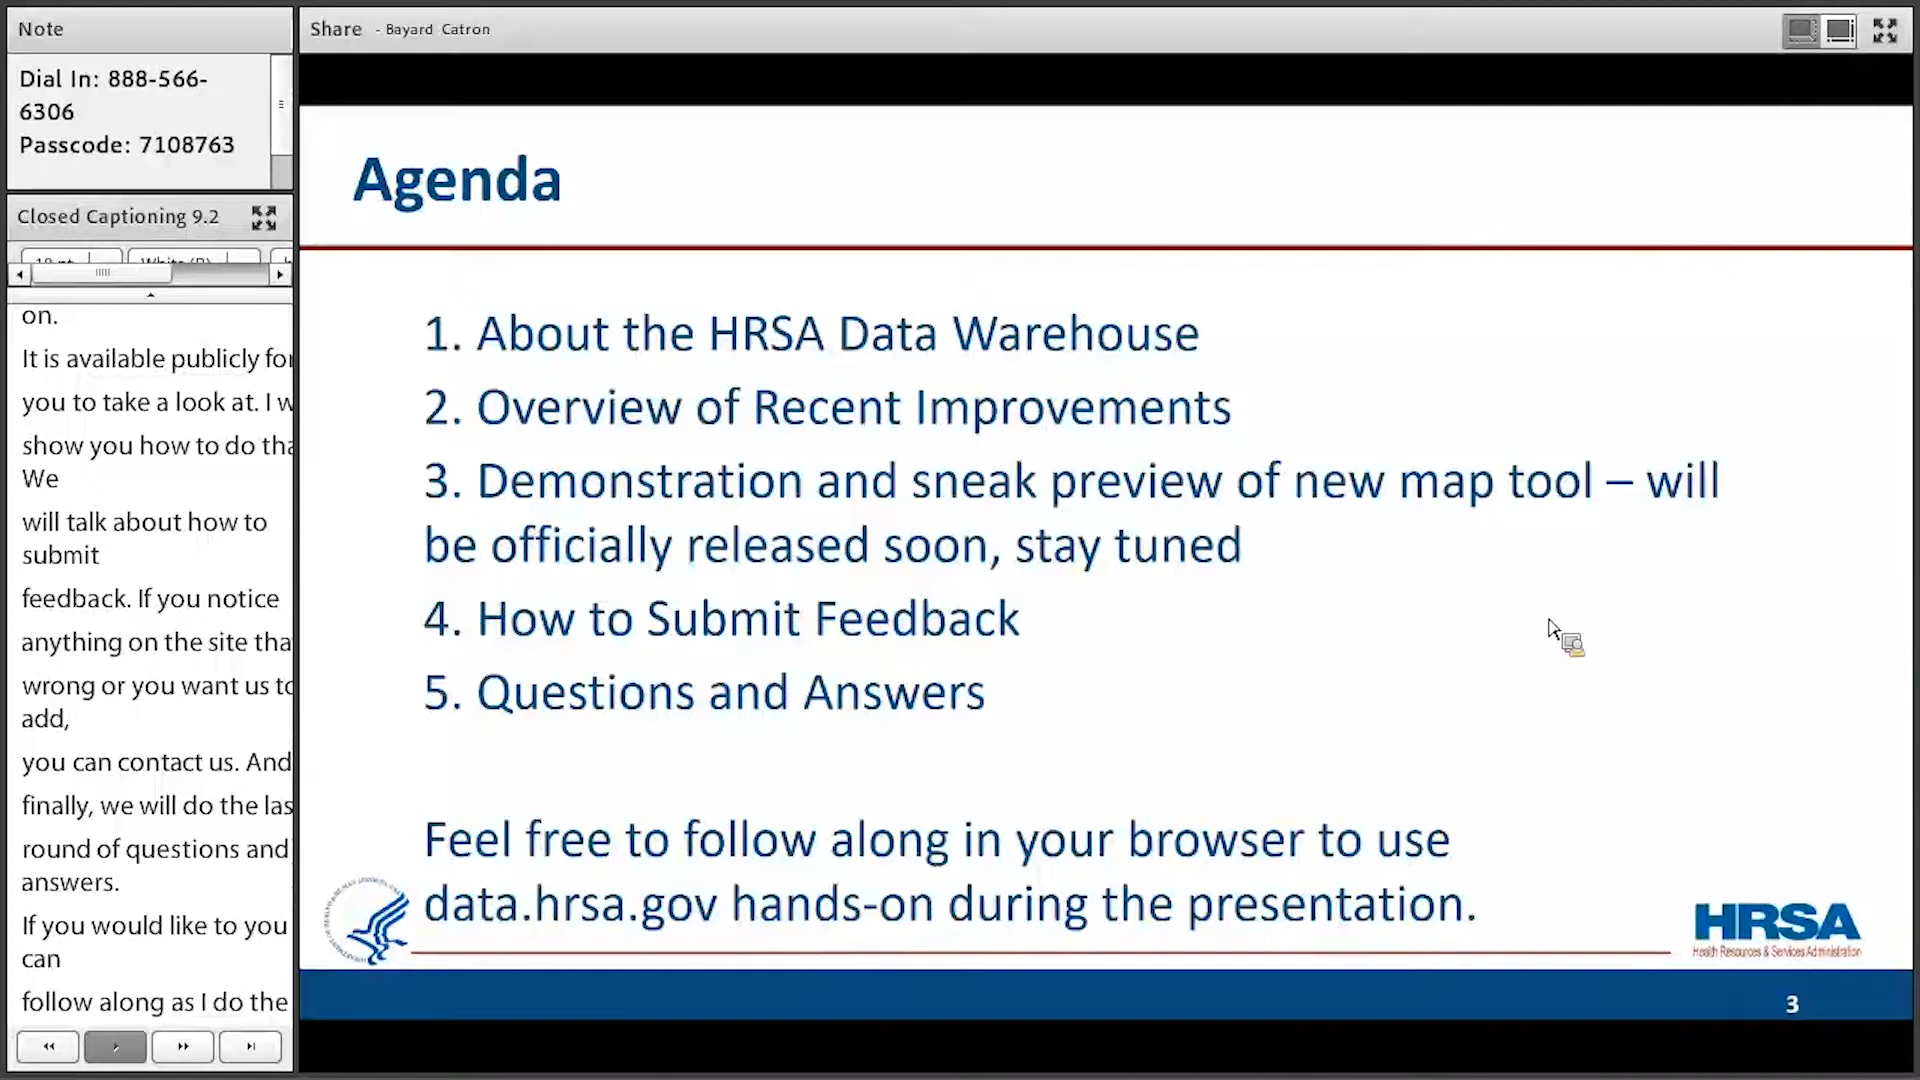 Note
Dial In: 888-566-
6306
Passcode: 7108763
Closed Captioning 9.2
on.
It is available publicly for
you to take a look at. I w
show you how to do tha
We
will talk about how to
submit
feedback. If you notice
anything on the site tha
wrong or you want us to
add,
you can contact us. And
finally, we will do the las
round of questions and
answers.
If you would like to you
can
follow along as I do the
Share - Bayard Catron
Agenda
1. About the HRSA Data Warehouse
2. Overview of Recent Improvements
3. Demonstration and sneak preview of new map tool – will
be officially released soon, stay tuned
4. How to Submit Feedback
5. Questions and Answers
Feel free to follow along in your browser to use
data.hrsa.gov hands-on during the presentation.
HRSA
Health Resources & Services Administration
3